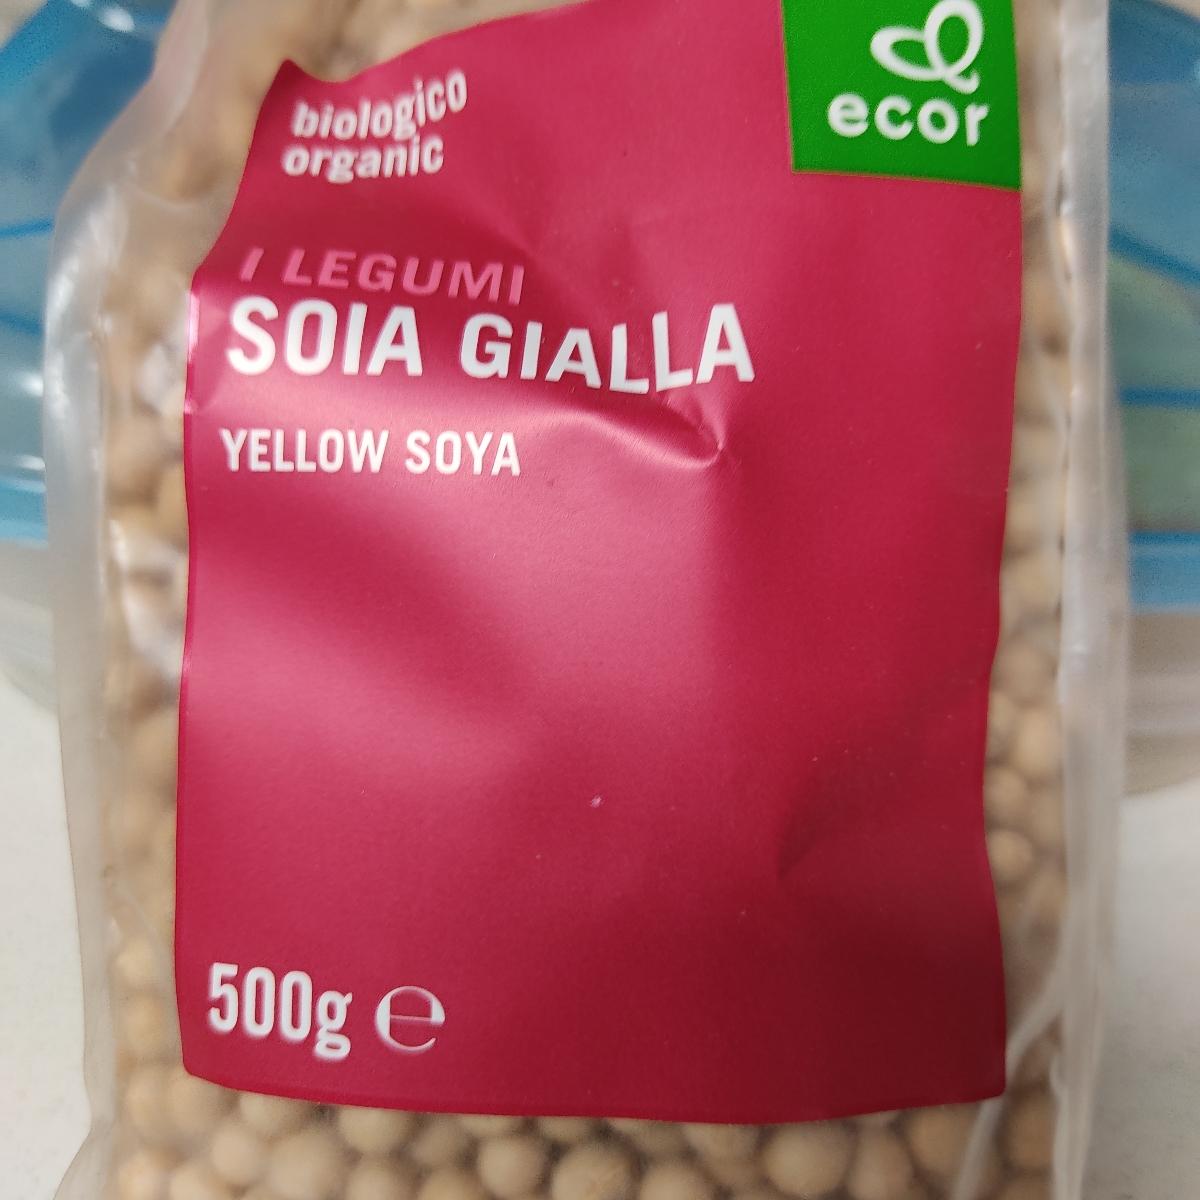 biologico
organic
ecor
I LEGUMI
SOIA GIALLA
YELLOW SOYA
500g ℮